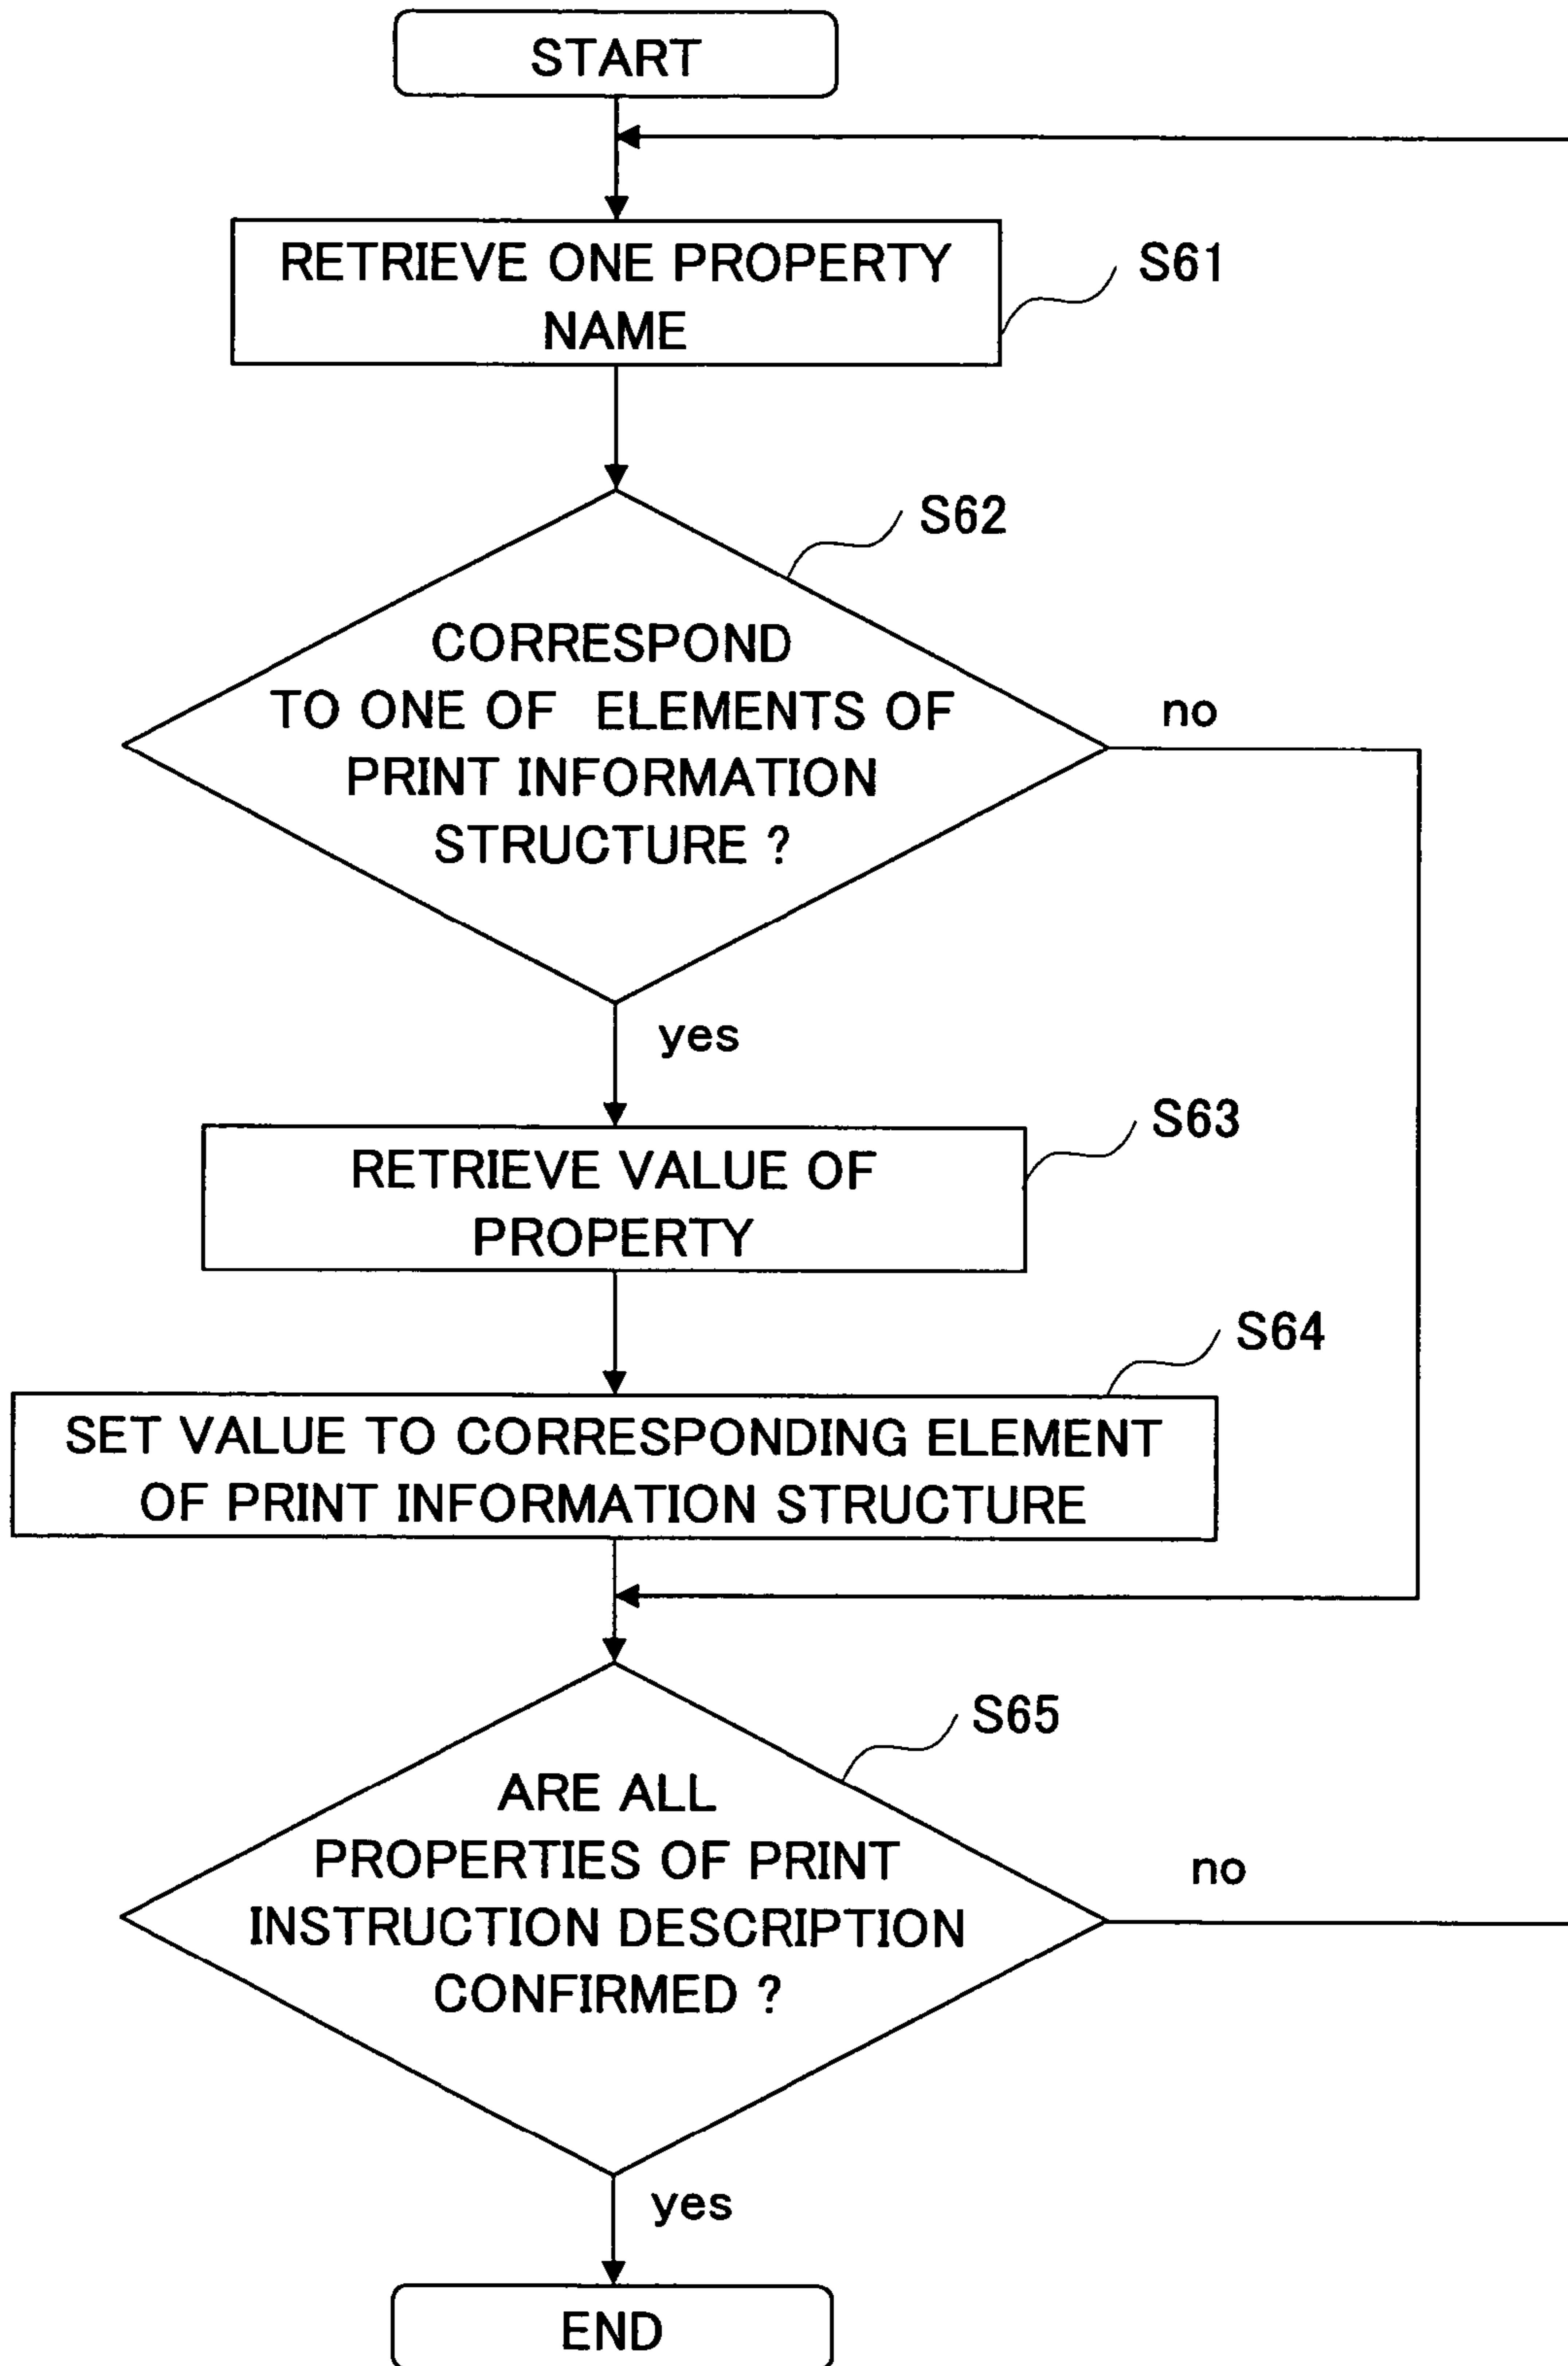 START
RETRIEVE ONE PROPERTY
NAME
S61
S62
CORRESPOND
TO ONE OF ELEMENTS OF
PRINT INFORMATION
STRUCTURE ?
no
yes
S63
RETRIEVE VALUE OF
PROPERTY
S64
SET VALUE TO CORRESPONDING ELEMENT
OF PRINT INFORMATION STRUCTURE
S65
ARE ALL
PROPERTIES OF PRINT
INSTRUCTION DESCRIPTION
CONFIRMED ?
no
yes
END